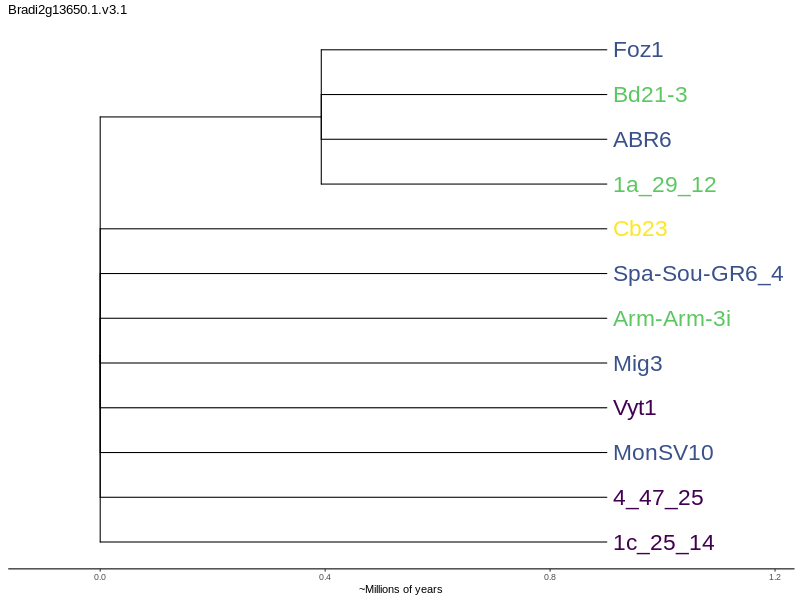 Bradi2g13650.1.v3.1
Foz1
Bd21-3
ABR6
1a_29_12
Cb23
Spa-Sou-GR6_4
Arm-Arm-3i
Mig3
Vyt1
MonSV10
4_47_25
1c_25_14
0.0 0.4 0.8 1.2
~Millions of years